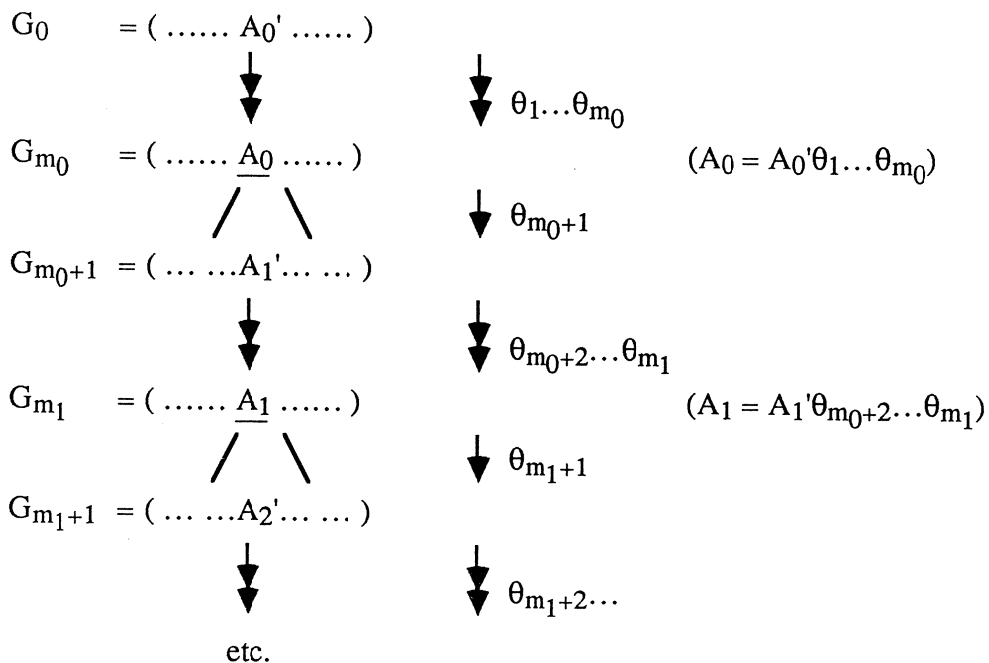 G₀ = ( ...... A₀' ...... )
θ₁...θₘ₀
Gₘ₀ = ( ...... A₀ ...... ) (A₀ = A₀'θ₁...θₘ₀)
θₘ₀₊₁
Gₘ₀₊₁ = ( ... ...A₁'... ... )
θₘ₀₊₂...θₘ₁
Gₘ₁ = ( ...... A₁ ...... ) (A₁ = A₁'θₘ₀₊₂...θₘ₁)
θₘ₁₊₁
Gₘ₁₊₁ = ( ... ...A₂'... ... )
θₘ₁₊₂...
etc.